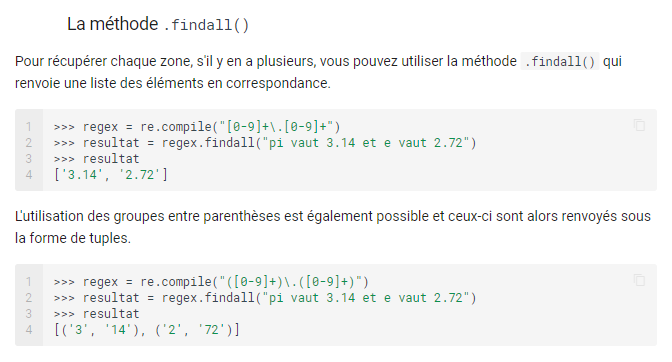 La méthode .findall()
Pour récupérer chaque zone, s'il y en a plusieurs, vous pouvez utiliser la méthode .findall() qui
renvoie une liste des éléments en correspondance.
1 >>> regex = re.compile("[0-9]+\.[0-9]+")
2 >>> resultat = regex.findall("pi vaut 3.14 et e vaut 2.72")
3 >>> resultat
4 ['3.14', '2.72']
L'utilisation des groupes entre parenthèses est également possible et ceux-ci sont alors renvoyés sous
la forme de tuples.
1 >>> regex = re.compile("([0-9]+)\.([0-9]+)")
2 >>> resultat = regex.findall("pi vaut 3.14 et e vaut 2.72")
3 >>> resultat
4 [('3', '14'), ('2', '72')]